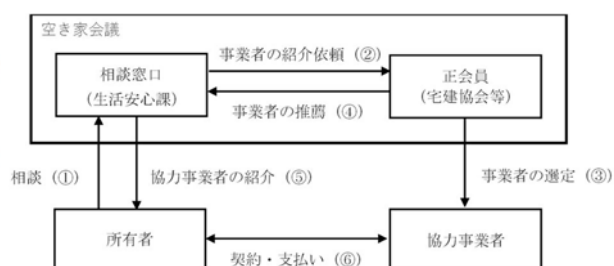 空き家会議
事業者の紹介依頼（②）
相談窓口
(生活安心課)
正会員
(宅建協会等)
事業者の推薦（④）
相談（①）
協力事業者の紹介（⑤）
事業者の選定（③）
所有者
協力事業者
契約・支払い（⑥）